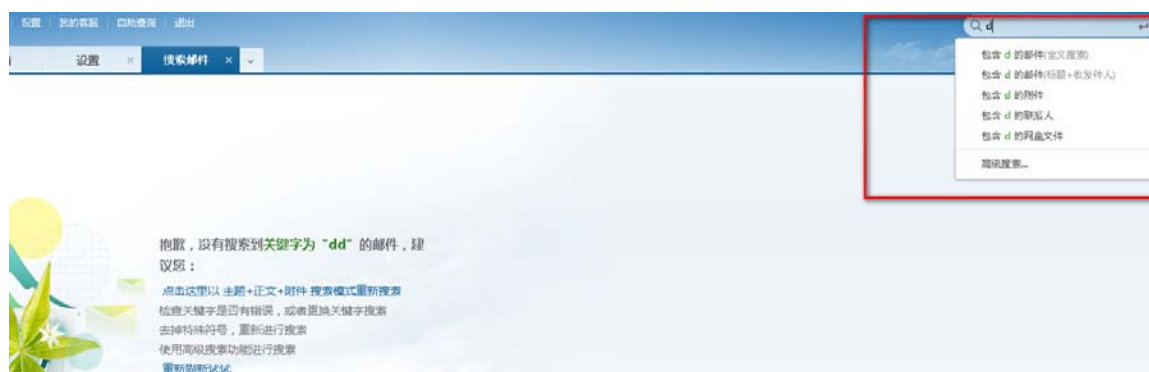 设置 我的客服 自助查询 退出
设置 × 搜索邮件 ×
d
包含 d 的邮件(全文搜索)
包含 d 的邮件(标题+收发件人)
包含 d 的附件
包含 d 的联系人
包含 d 的网盘文件
高级搜索...
抱歉，没有搜索到关键字为 "dd" 的邮件，建
议您：
点击这里以 主题+正文+附件 搜索模式重新搜索
检查关键字是否有错误，或者更换关键字搜索
去掉特殊符号，重新进行搜索
使用高级搜索功能进行搜索
重新刷新试试